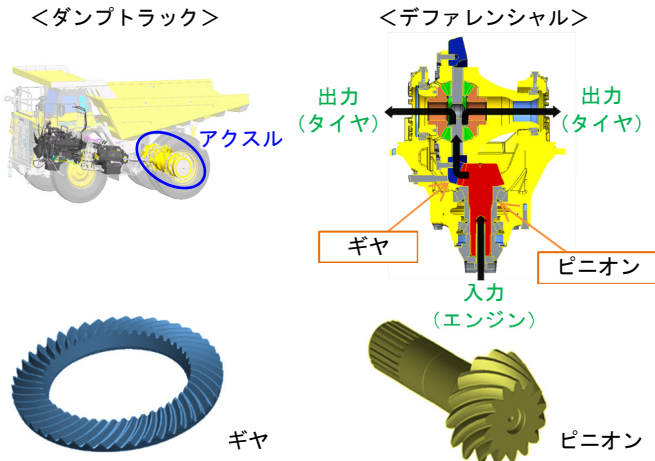 <ダンプトラック>
<デファレンシャル>
アクスル
出力
(タイヤ)
出力
(タイヤ)
ギヤ
ピニオン
入力
(エンジン)
ギヤ
ピニオン